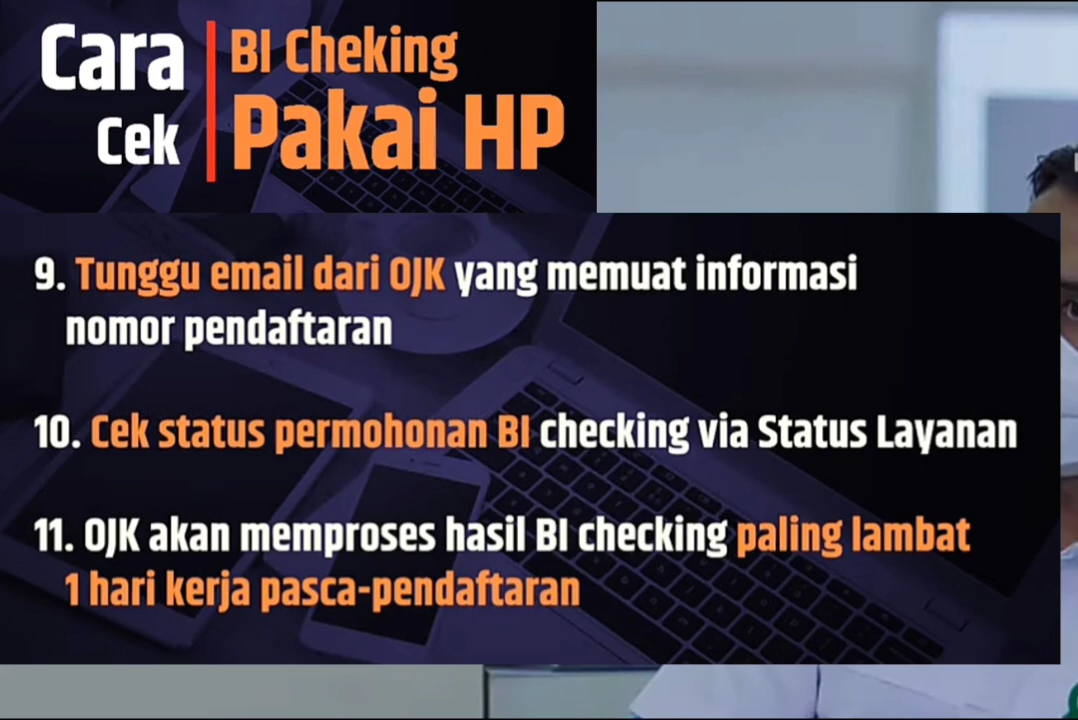 Cara
Cek
BI Cheking
Pakai HP
9. Tunggu email dari OJK yang memuat informasi
nomor pendaftaran
10. Cek status permohonan BI checking via Status Layanan
11. OJK akan memproses hasil BI checking paling lambat
1 hari kerja pasca-pendaftaran